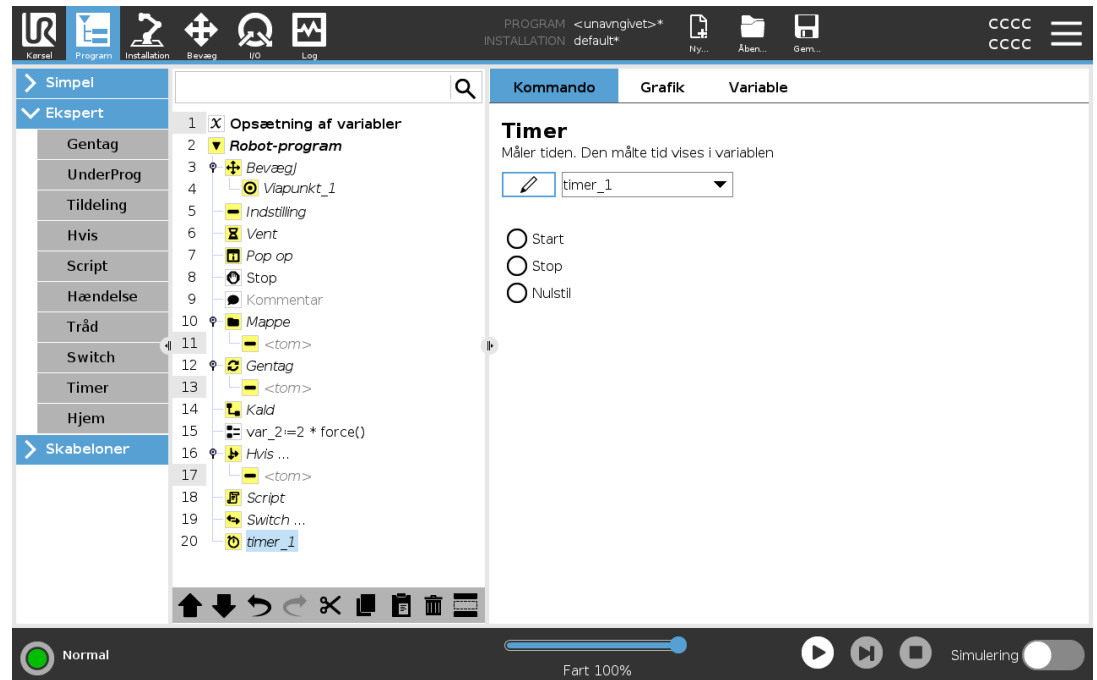 UR
Kørsel
Program
Installation
Bevæg
I/O
Log
PROGRAM <unavngivet>*
INSTALLATION default*
Ny...
Åben...
Gem...
cccc
cccc
Simpel
Ekspert
Gentag
UnderProg
Tildeling
Hvis
Script
Hændelse
Tråd
Switch
Timer
Hjem
Skabeloner
1 X Opsætning af variabler
2 Robot-program
3 BevægJ
4 Viapunkt_1
5 Indstilling
6 Vent
7 Pop op
8 Stop
9 Kommentar
10 Mappe
11 <tom>
12 Gentag
13 <tom>
14 Kald
15 var_2≔2 * force()
16 Hvis ...
17 <tom>
18 Script
19 Switch ...
20 timer_1
Kommando Grafik Variable
Timer
Måler tiden. Den målte tid vises i variablen
timer_1
Start
Stop
Nulstil
Normal
Fart 100%
Simulering